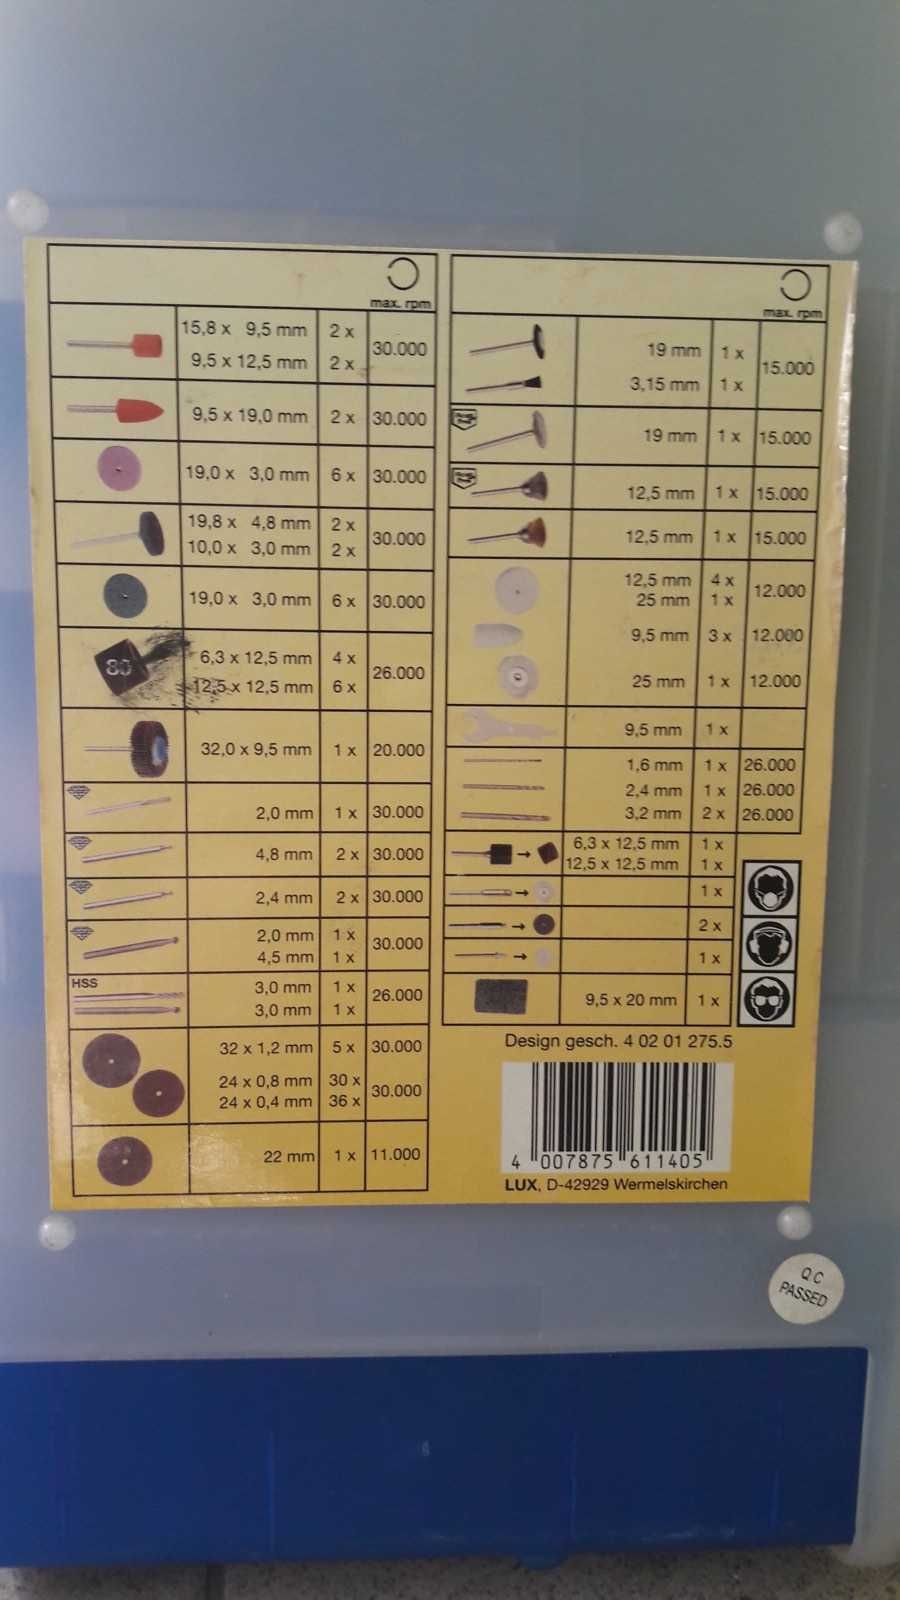 max. rpm
15,8 x 9,5 mm 2 x
9,5 x 12,5 mm 2 x
30.000
9,5 x 19,0 mm 2 x 30.000
19,0 x 3,0 mm 6 x 30.000
19,8 x 4,8 mm 2 x
10,0 x 3,0 mm 2 x
30.000
19,0 x 3,0 mm 6 x 30.000
80
6,3 x 12,5 mm 4 x
12,5 x 12,5 mm 6 x
26.000
32,0 x 9,5 mm 1 x 20.000
2,0 mm 1 x 30.000
4,8 mm 2 x 30.000
2,4 mm 2 x 30.000
2,0 mm 1 x
4,5 mm 1 x
30.000
HSS
3,0 mm 1 x
3,0 mm 1 x
26.000
32 x 1,2 mm 5 x 30.000
24 x 0,8 mm 30 x
24 x 0,4 mm 36 x
30.000
22 mm 1 x 11.000
max. rpm
19 mm 1 x
3,15 mm 1 x
15.000
19 mm 1 x 15.000
12,5 mm 1 x 15.000
12,5 mm 1 x 15.000
12,5 mm 4 x
25 mm 1 x
12.000
9,5 mm 3 x 12.000
25 mm 1 x 12.000
9,5 mm 1 x
1,6 mm 1 x 26.000
2,4 mm 1 x 26.000
3,2 mm 2 x 26.000
6,3 x 12,5 mm 1 x
12,5 x 12,5 mm 1 x
1 x
2 x
1 x
9,5 x 20 mm 1 x
Design gesch. 4 02 01 275.5
4 007875 611405
LUX, D-42929 Wermelskirchen
QC
PASSED